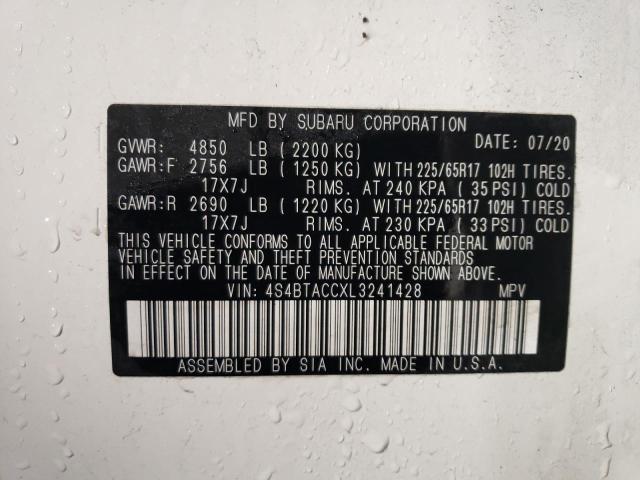 MFD BY SUBARU CORPORATION
GVWR: 4850 LB (2200 KG) DATE: 07/20
GAWR:F 2756 LB (1250 KG) WITH 225/65R17 102H TIRES.
17X7J RIMS. AT 240 KPA (35 PSI) COLD
GAWR:R 2690 LB (1220 KG) WITH 225/65R17 102H TIRES.
17X7J RIMS. AT 230 KPA (33 PSI) COLD
THIS VEHICLE CONFORMS TO ALL APPLICABLE FEDERAL MOTOR
VEHICLE SAFETY AND THEFT PREVENTION STANDARDS
IN EFFECT ON THE DATE OF MANUFACTURE SHOWN ABOVE.
VIN: 4S4BTACCXL3241428 MPV
ASSEMBLED BY SIA INC. MADE IN U.S.A.